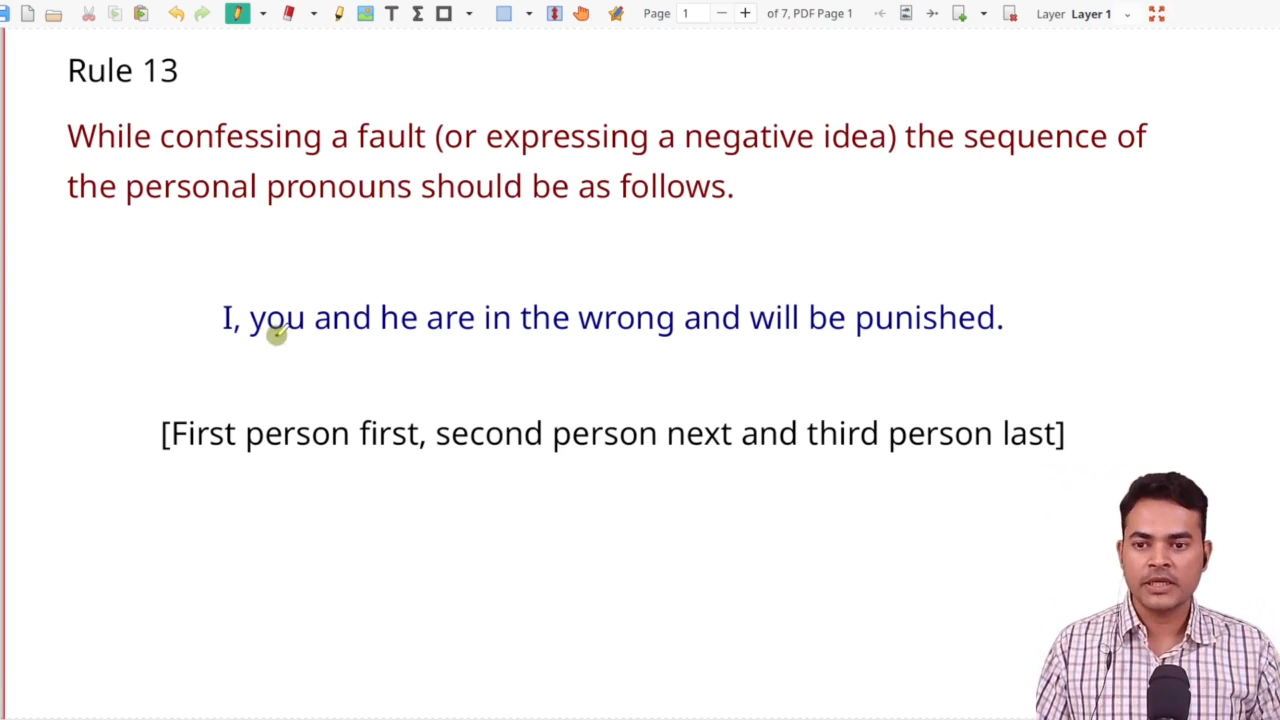 Page 1 of 7, PDF Page 1 Layer Layer 1
Rule 13
While confessing a fault (or expressing a negative idea) the sequence of
the personal pronouns should be as follows.
I, you and he are in the wrong and will be punished.
[First person first, second person next and third person last]